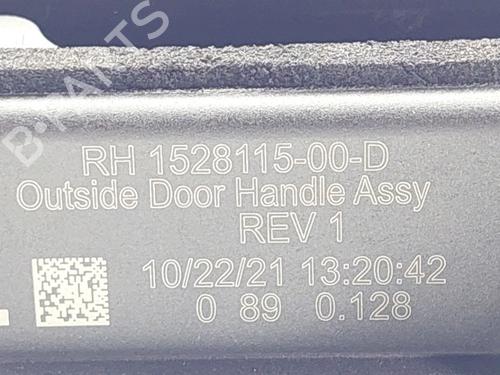 B-PARTS
RH 1528115-00-D
Outside Door Handle Assy
REV 1
10/22/21 13:20:42
0 89 0.128